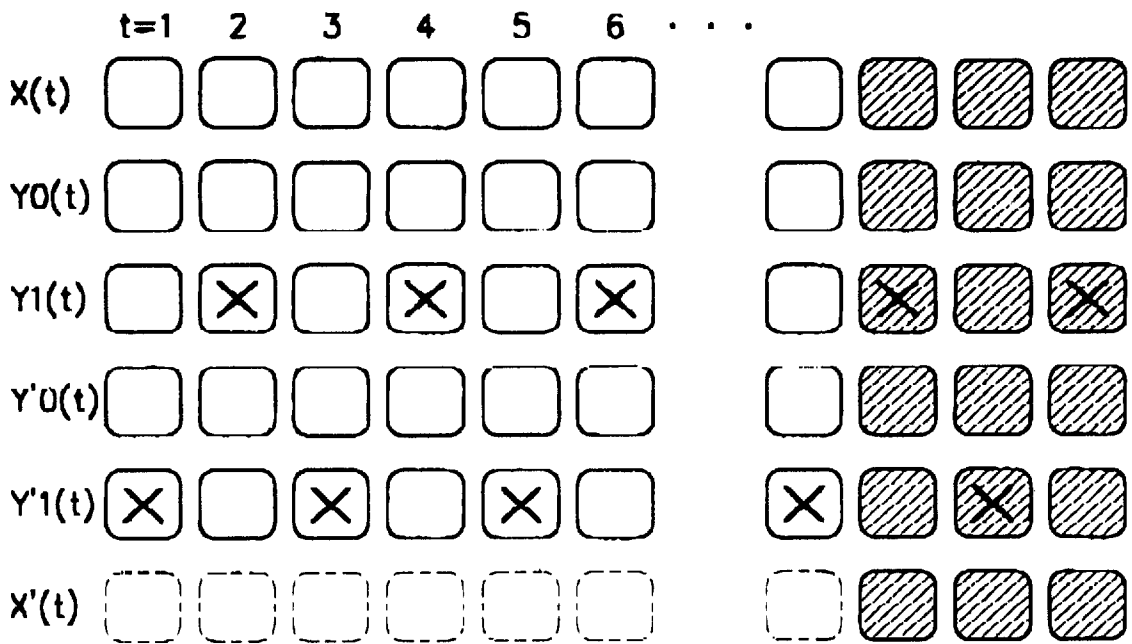 t=1 2 3 4 5 6 · · ·
X(t)
Y0(t)
Y1(t)
Y'0(t)
Y'1(t)
X'(t)